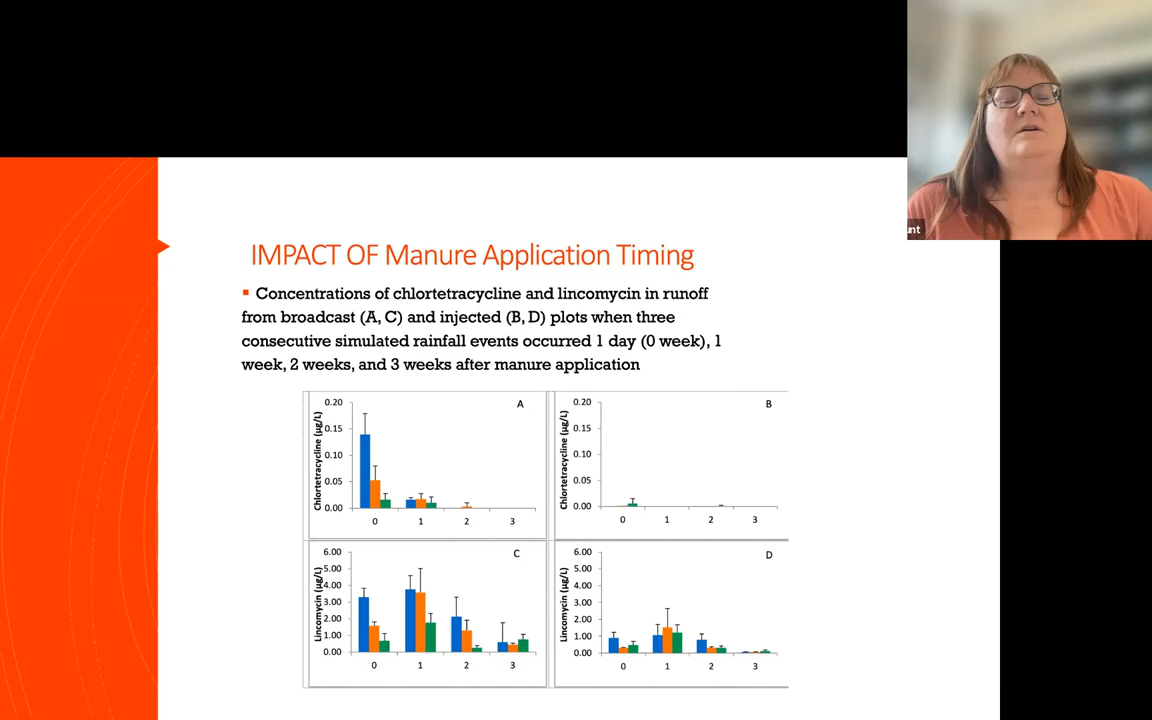 unt
IMPACT OF Manure Application Timing
▪ Concentrations of chlortetracycline and lincomycin in runoff
from broadcast (A, C) and injected (B, D) plots when three
consecutive simulated rainfall events occurred 1 day (0 week), 1
week, 2 weeks, and 3 weeks after manure application
A
Chlortetracycline (µg/L)
0.20
0.15
0.10
0.05
0.00
0 1 2 3
B
Chlortetracycline (µg/L)
0.20
0.15
0.10
0.05
0.00
0 1 2 3
C
Lincomycin (µg/L)
6.00
5.00
4.00
3.00
2.00
1.00
0.00
0 1 2 3
D
Lincomycin (µg/L)
6.00
5.00
4.00
3.00
2.00
1.00
0.00
0 1 2 3